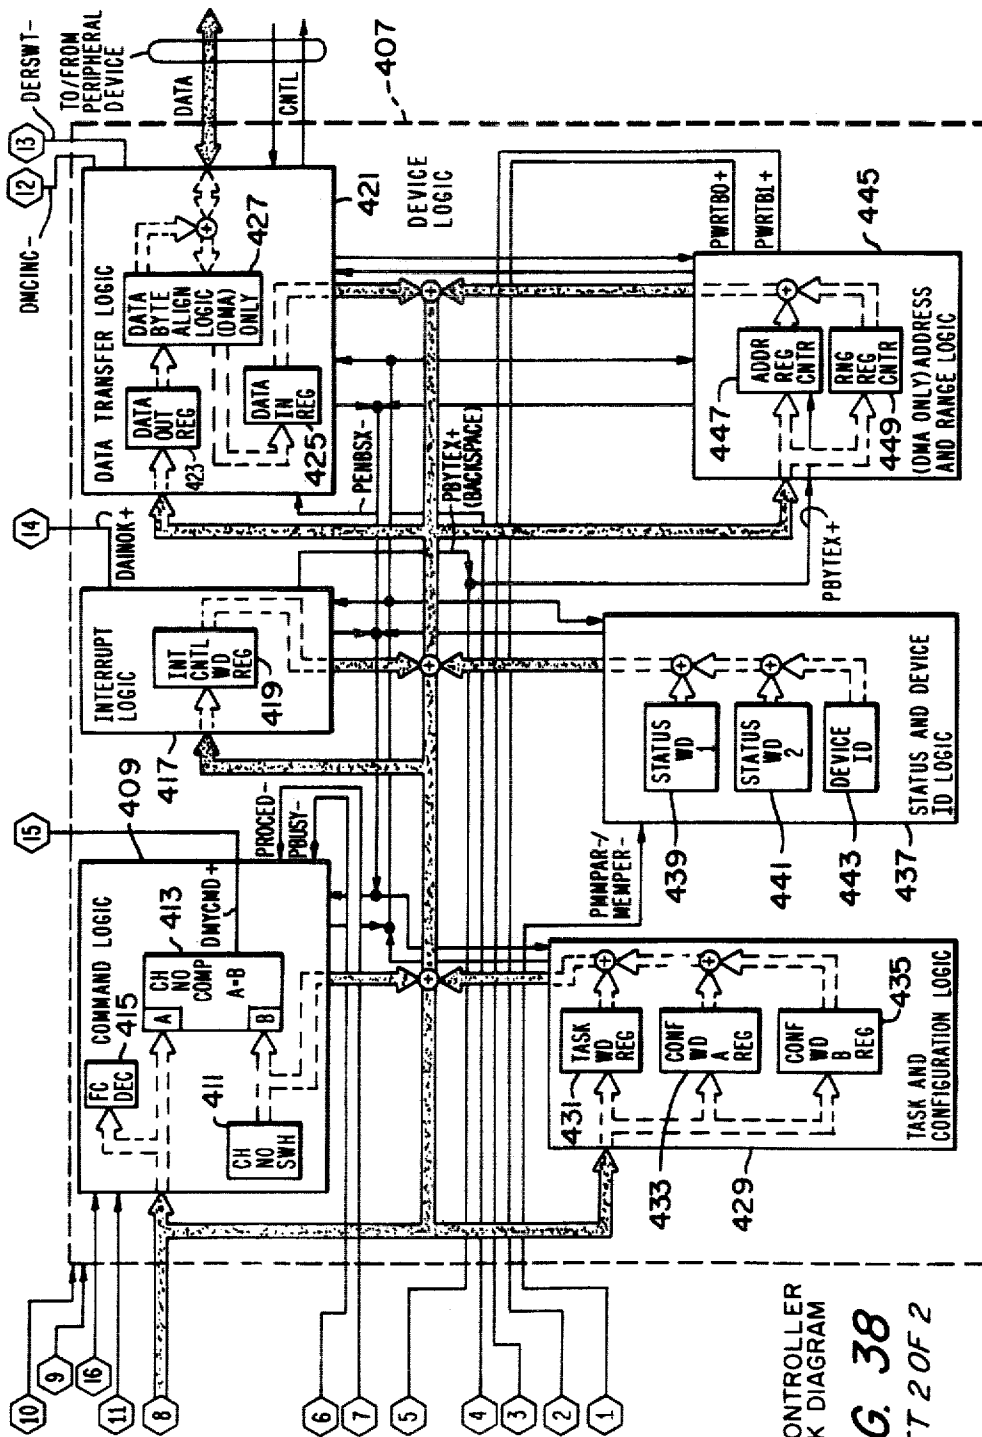 TO/FROM
PERIPHERAL
DEVICE
DERSWT-
13
12
DMCINC-
DATA
CNTL
407
DATA TRANSFER LOGIC
DATA
OUT
REG
423
DATA
BYTE
ALIGN
LOGIC
(DMA)
ONLY
427
DATA
IN
REG
425
421
DEVICE
LOGIC
14
DAINOK+
INTERRUPT
LOGIC
INT
CNTL
WD
REG
419
417
PENBSX-
PBYTEX+
(BACKSPACE)
15
409
COMMAND LOGIC
FC
DEC
415
A
CH
NO
COMP
A=B
B
413
DMYCMD+
411
CH
NO
SWH
PROCED-
PBUSY-
10
9
16
11
8
6
7
5
4
3
2
1
PWRTB0+
PWRTB1+
445
447
ADDR
REG
CNTR
RNG
REG
CNTR
449
(DMA ONLY) ADDRESS
AND RANGE LOGIC
PBYTEX+
STATUS
WD
1
439
STATUS
WD
2
441
DEVICE
ID
443
STATUS AND DEVICE
ID LOGIC
437
PMMPAR-/
MEMPER-
TASK
WD
REG
431
CONF
WD
A
REG
433
CONF
WD
B
REG
435
TASK AND
CONFIGURATION LOGIC
429
ONTROLLER
K DIAGRAM
G. 38
T 2 OF 2